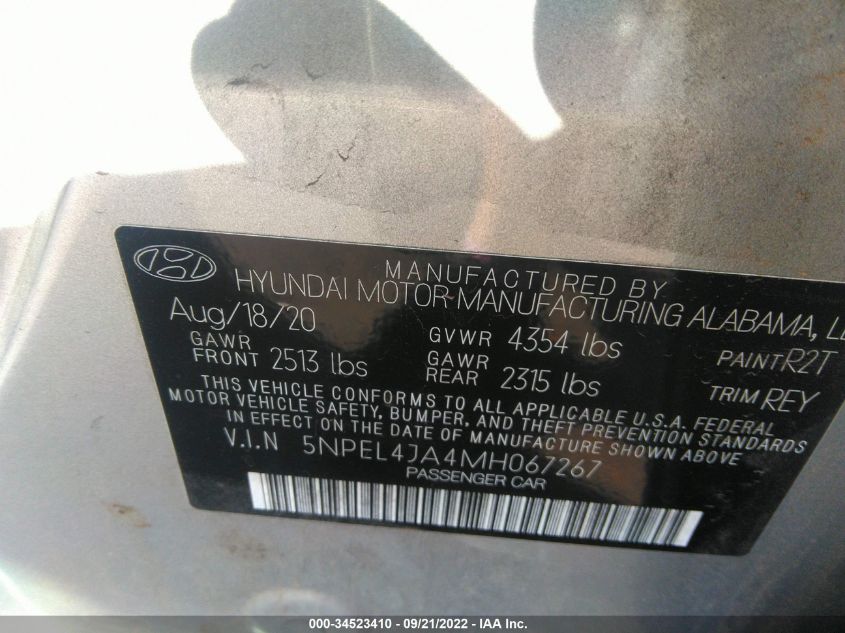 MANUFACTURED BY
HYUNDAI MOTOR MANUFACTURING ALABAMA,
Aug/18/20
GAWR FRONT 2513 lbs
GVWR 4354 lbs
GAWR REAR 2315 lbs
PAINT R2T
TRIM REY
THIS VEHICLE CONFORMS TO ALL APPLICABLE U.S.A. FEDERAL
MOTOR VEHICLE SAFETY, BUMPER, AND THEFT PREVENTION STANDARDS
IN EFFECT ON THE DATE OF MANUFACTURE SHOWN ABOVE
V.I.N 5NPEL4JA4MH067267
PASSENGER CAR
000-34523410 - 09/21/2022 - IAA Inc.